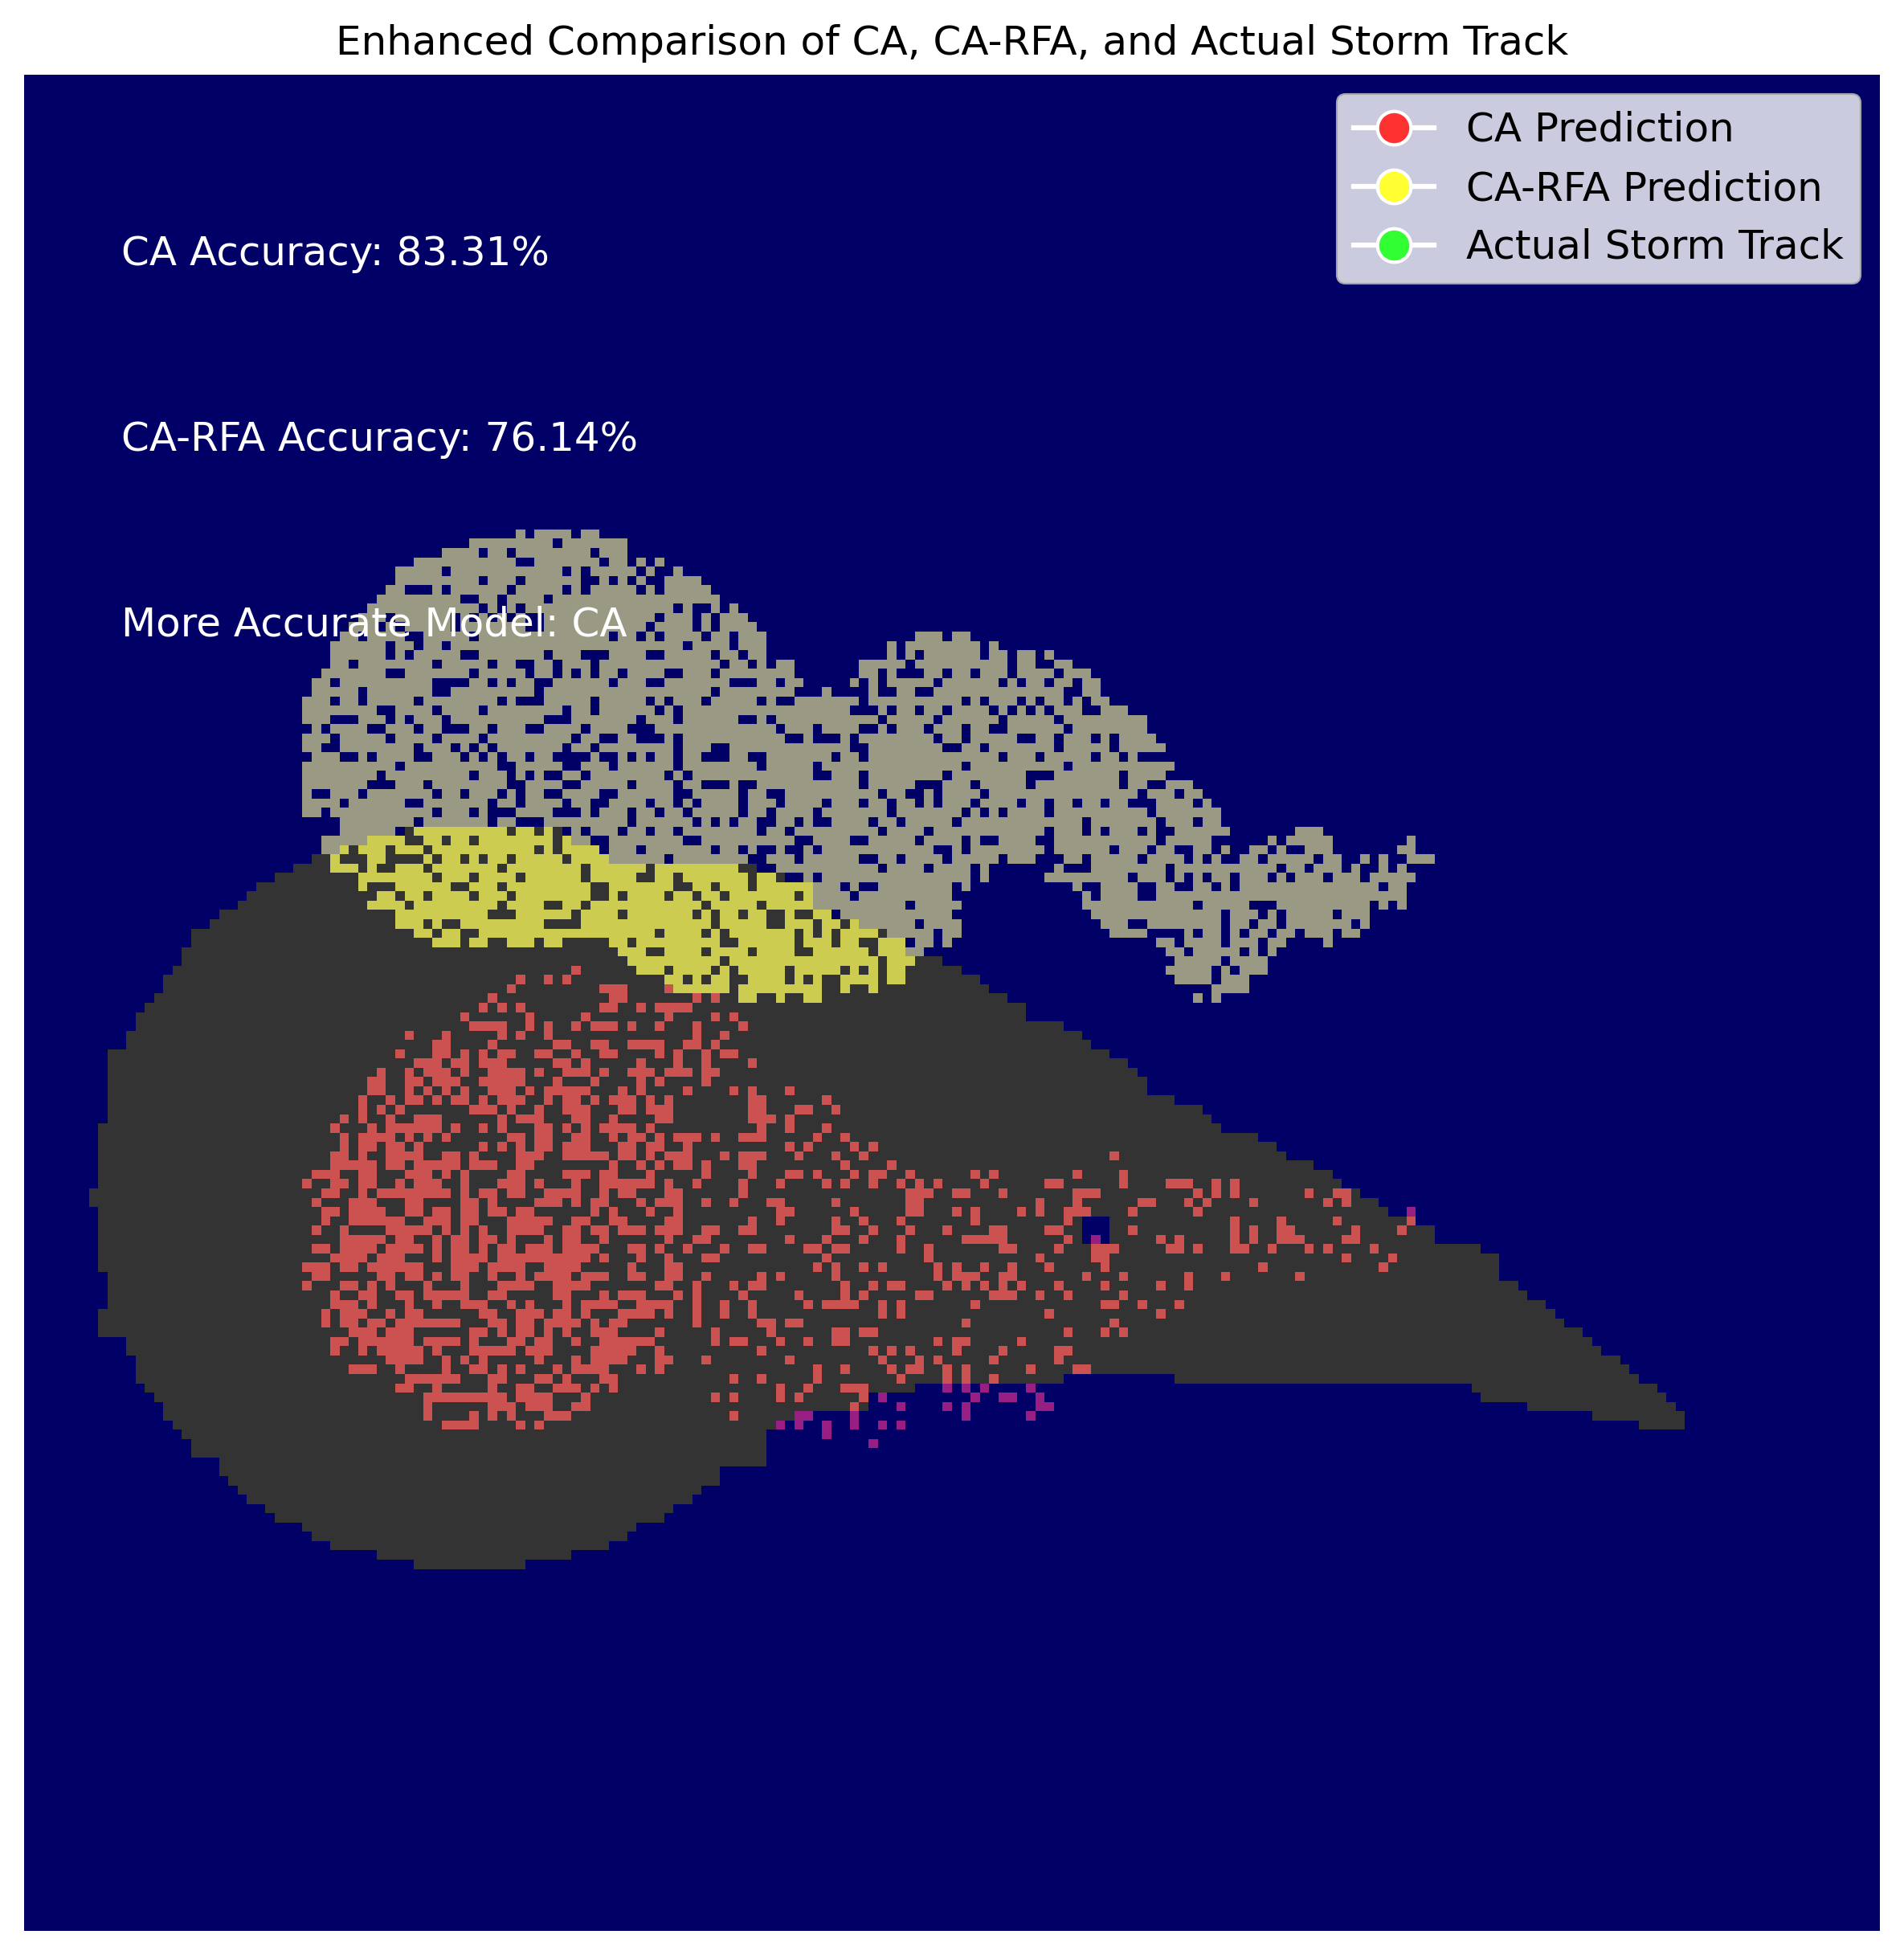 Enhanced Comparison of CA, CA-RFA, and Actual Storm Track
CA Prediction
CA-RFA Prediction
Actual Storm Track
CA Accuracy: 83.31%
CA-RFA Accuracy: 76.14%
More Accurate Model: CA